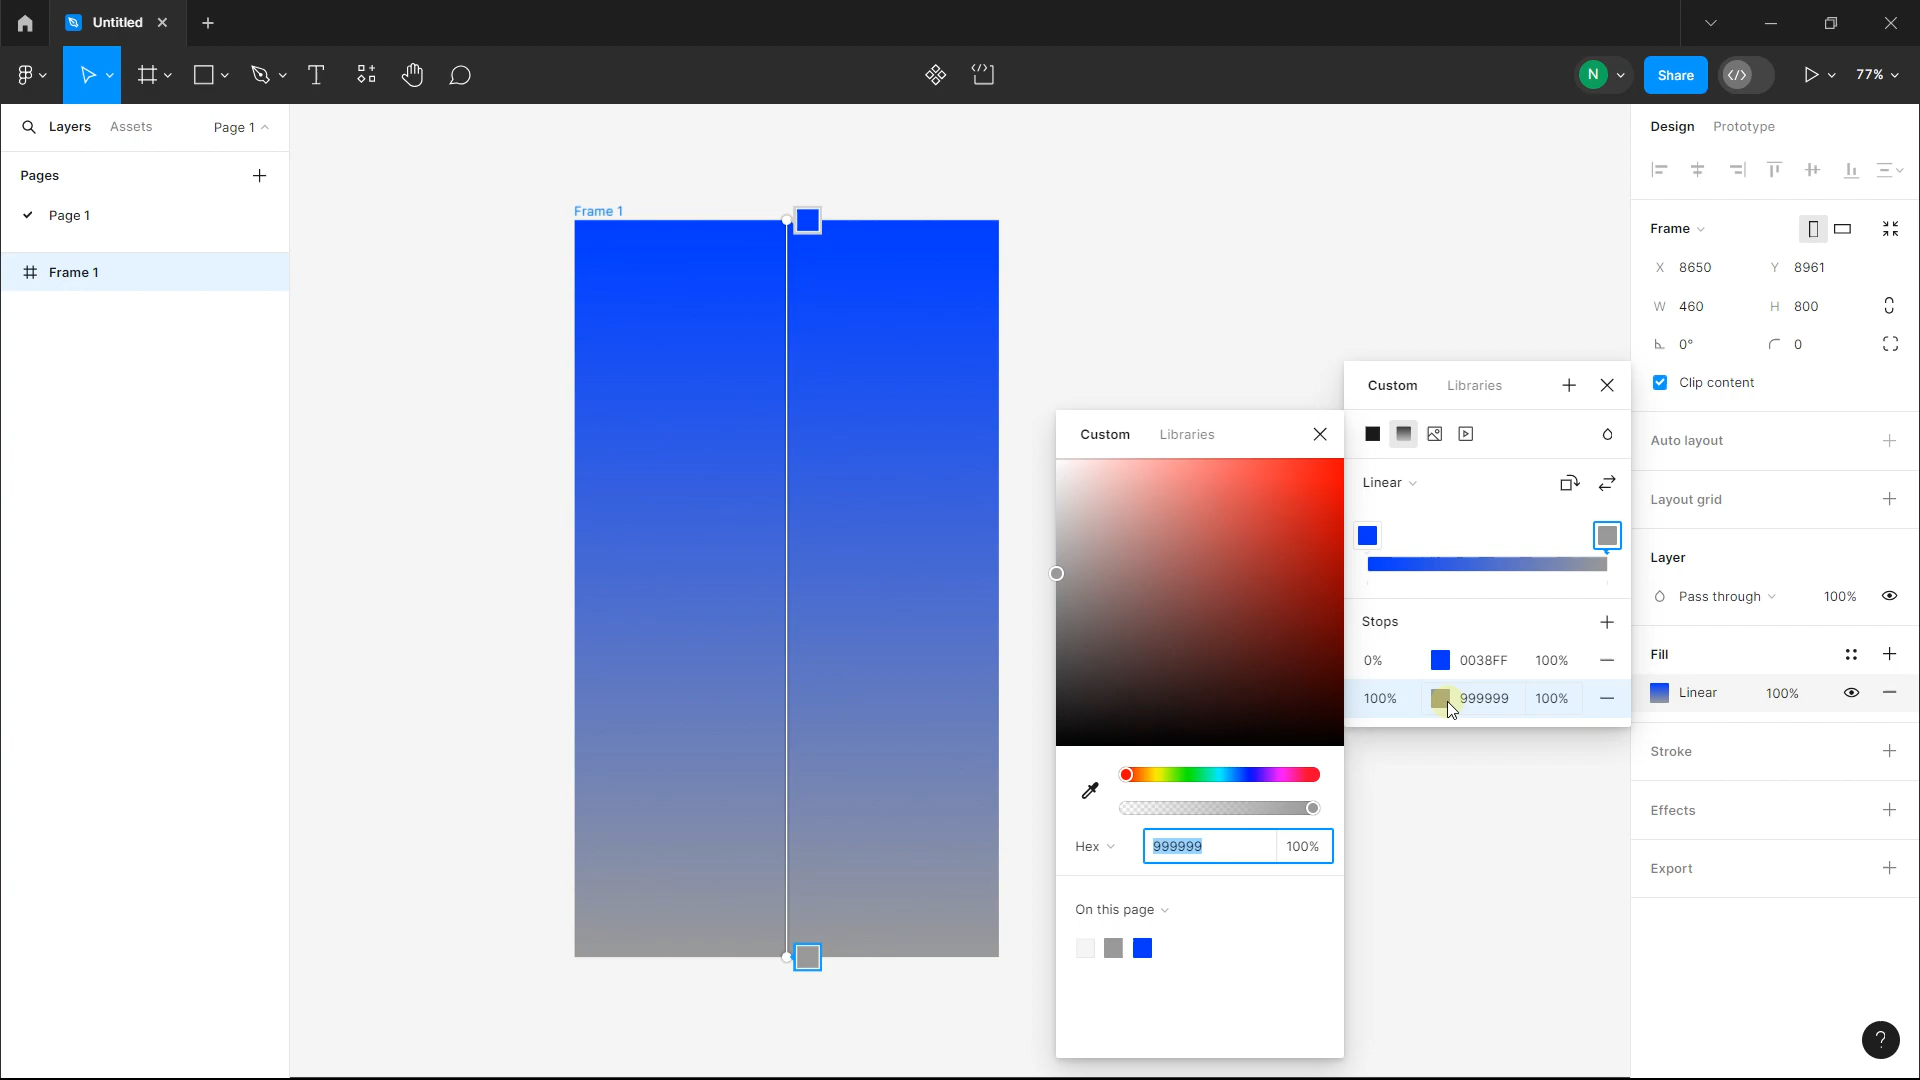 Untitled
N
Share
77%
Layers Assets Page 1
Pages
Page 1
Frame 1
Frame 1
Custom Libraries
Hex 999999 100%
On this page
Custom Libraries
Linear
Stops
0% 0038FF 100%
100% 999999 100%
Design Prototype
Frame
X 8650 Y 8961
W 460 H 800
0° 0
Clip content
Auto layout
Layout grid
Layer
Pass through 100%
Fill
Linear 100%
Stroke
Effects
Export
?